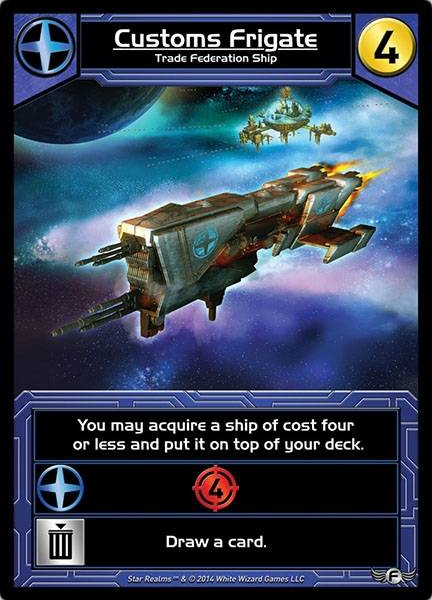 Customs Frigate
4
Trade Federation Ship
You may acquire a ship of cost four
or less and put it on top of your deck.
4
Draw a card.
Star Realms™ & © 2014 White Wizard Games LLC
F